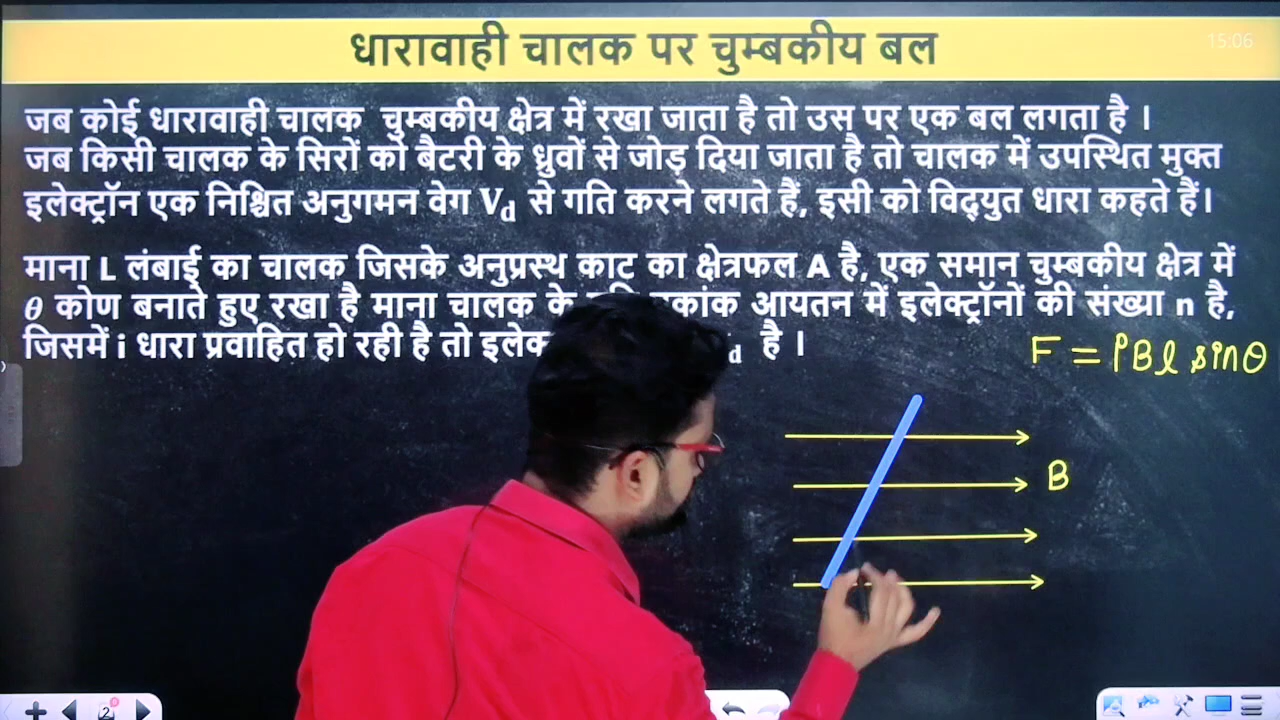 धारावाही चालक पर चुम्बकीय बल
15:06
जब कोई धारावाही चालक चुम्बकीय क्षेत्र में रखा जाता है तो उस पर एक बल लगता है ।
जब किसी चालक के सिरों को बैटरी के ध्रुवों से जोड़ दिया जाता है तो चालक में उपस्थित मुक्त
इलेक्ट्रॉन एक निश्चित अनुगमन वेग Vd से गति करने लगते हैं, इसी को विद्युत धारा कहते हैं।
माना L लंबाई का चालक जिसके अनुप्रस्थ काट का क्षेत्रफल A है, एक समान चुम्बकीय क्षेत्र में
θ कोण बनाते हुए रखा है माना चालक के आयतन में इलेक्ट्रॉनों की संख्या n है,
जिसमें i धारा प्रवाहित हो रही है तो d है ।
F = iBl sinθ
B
2